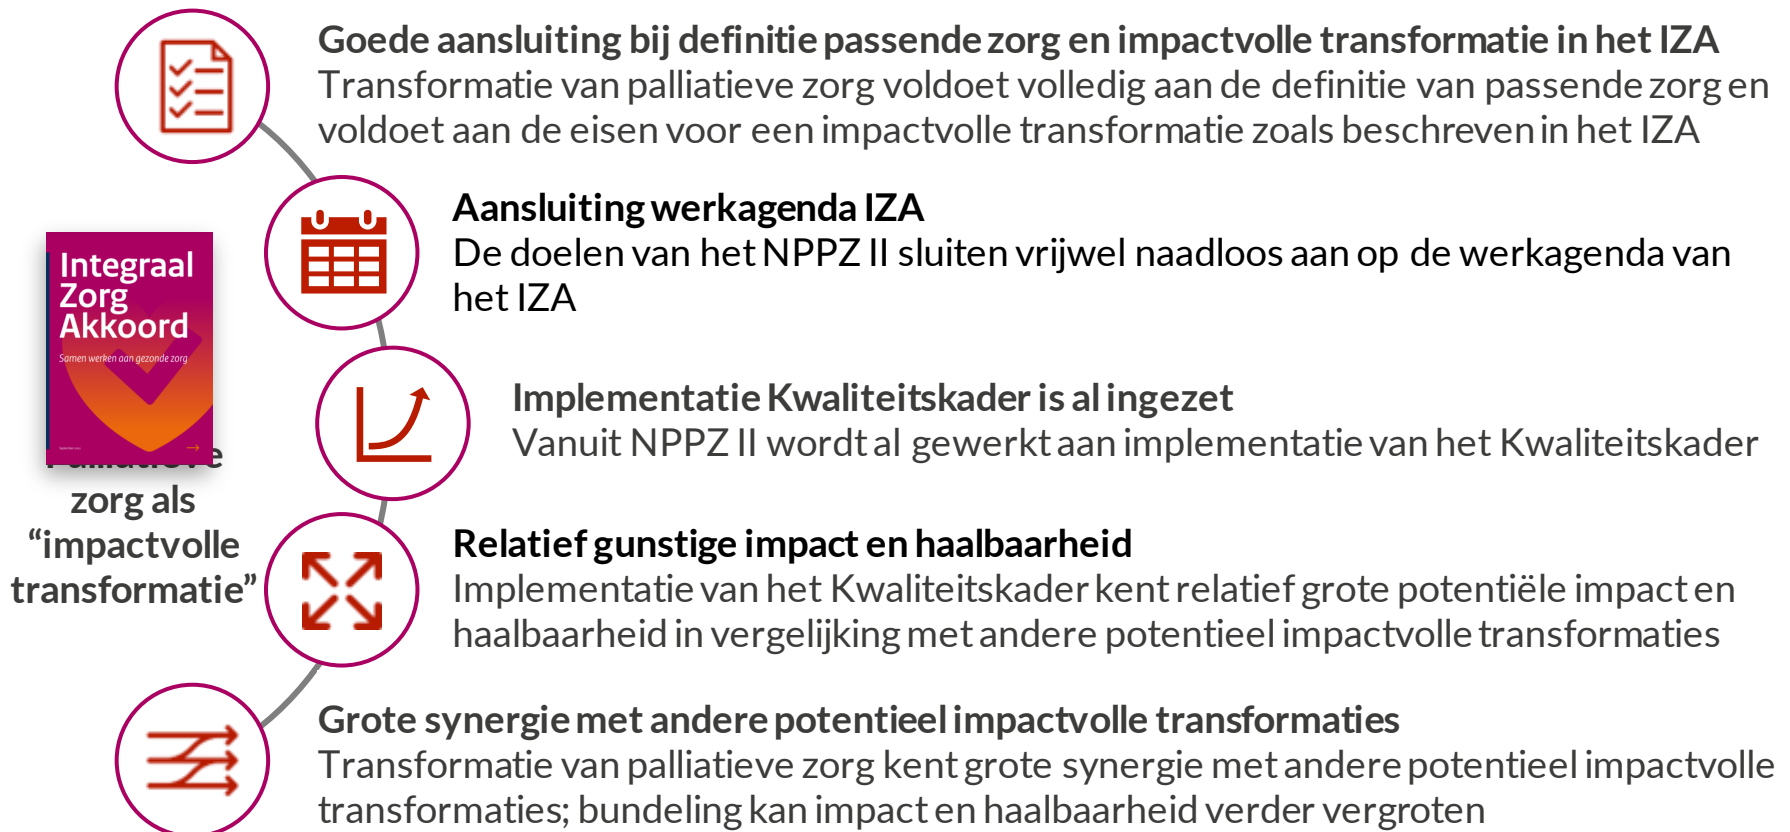 Goede aansluiting bij definitie passende zorg en impactvolle transformatie in het IZA
Transformatie van palliatieve zorg voldoet volledig aan de definitie van passende zorg en
voldoet aan de eisen voor een impactvolle transformatie zoals beschreven in het IZA
Aansluiting werkagenda IZA
De doelen van het NPPZ II sluiten vrijwel naadloos aan op de werkagenda van
het IZA
Integraal
Zorg
Akkoord
Samen werken aan gezonde zorg
Palliatieve
zorg als
“impactvolle
transformatie”
Implementatie Kwaliteitskader is al ingezet
Vanuit NPPZ II wordt al gewerkt aan implementatie van het Kwaliteitskader
Relatief gunstige impact en haalbaarheid
Implementatie van het Kwaliteitskader kent relatief grote potentiële impact en
haalbaarheid in vergelijking met andere potentieel impactvolle transformaties
Grote synergie met andere potentieel impactvolle transformaties
Transformatie van palliatieve zorg kent grote synergie met andere potentieel impactvolle
transformaties; bundeling kan impact en haalbaarheid verder vergroten